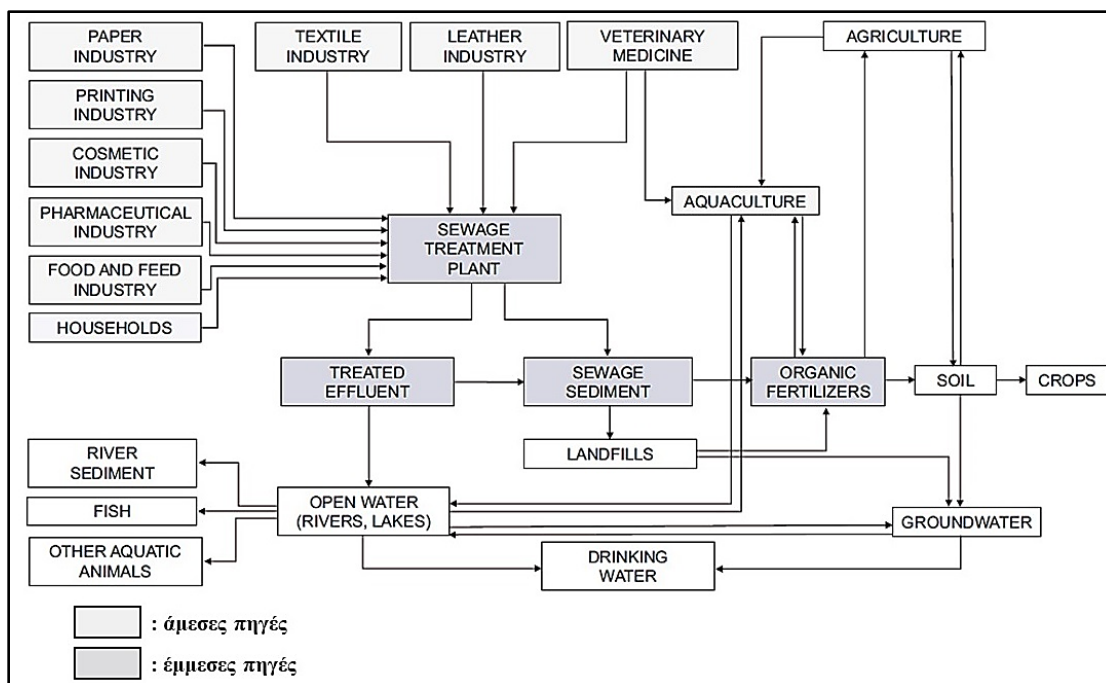 PAPER
INDUSTRY
TEXTILE
INDUSTRY
LEATHER
INDUSTRY
VETERINARY
MEDICINE
AGRICULTURE
PRINTING
INDUSTRY
COSMETIC
INDUSTRY
PHARMACEUTICAL
INDUSTRY
FOOD AND FEED
INDUSTRY
HOUSEHOLDS
SEWAGE
TREATMENT
PLANT
AQUACULTURE
TREATED
EFFLUENT
SEWAGE
SEDIMENT
ORGANIC
FERTILIZERS
SOIL
CROPS
LANDFILLS
RIVER
SEDIMENT
FISH
OTHER AQUATIC
ANIMALS
OPEN WATER
(RIVERS, LAKES)
GROUNDWATER
DRINKING
WATER
: άμεσες πηγές
: έμμεσες πηγές